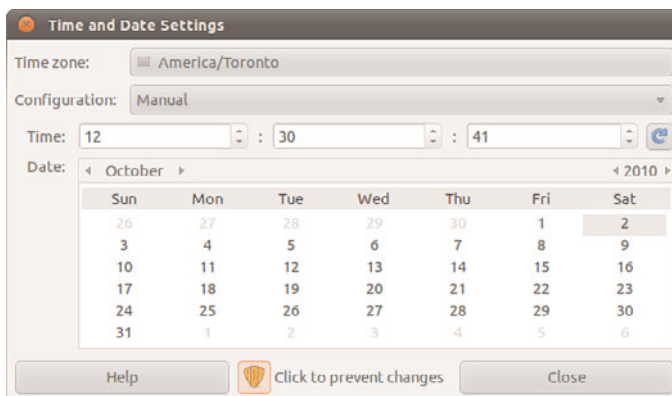 Time and Date Settings
Time zone: America/Toronto
Configuration: Manual
Time: 12 : 30 : 41
Date: October 2010
Sun Mon Tue Wed Thu Fri Sat
26 27 28 29 30 1 2
3 4 5 6 7 8 9
10 11 12 13 14 15 16
17 18 19 20 21 22 23
24 25 26 27 28 29 30
31 1 2 3 4 5 6
Help Click to prevent changes Close